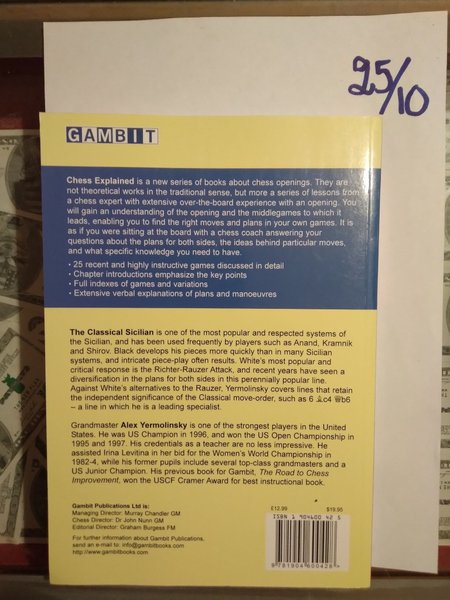 25/10
GAMBIT
Chess Explained is a new series of books about chess openings. They are
not theoretical works in the traditional sense, but more a series of lessons from
a chess expert with extensive over-the-board experience with an opening. You
will gain an understanding of the opening and the middlegames to which it
leads, enabling you to find the right moves and plans in your own games. It is
as if you were sitting at the board with a chess coach answering your
questions about the plans for both sides, the ideas behind particular moves,
and what specific knowledge you need to have.
• 25 recent and highly instructive games discussed in detail
• Chapter introductions emphasize the key points
• Full indexes of games and variations
• Extensive verbal explanations of plans and manoeuvres
The Classical Sicilian is one of the most popular and respected systems of
the Sicilian, and has been used frequently by players such as Anand, Kramnik
and Shirov. Black develops his pieces more quickly than in many Sicilian
systems, and intricate piece-play often results. White's most popular and
critical response is the Richter-Rauzer Attack, and recent years have seen a
diversification in the plans for both sides in this perennially popular line.
Against White's alternatives to the Rauzer, Yermolinsky covers lines that retain
the independent significance of the Classical move-order, such as 6 ♗c4 ♕b6
– a line in which he is a leading specialist.
Grandmaster Alex Yermolinsky is one of the strongest players in the United
States. He was US Champion in 1996, and won the US Open Championship in
1995 and 1997. His credentials as a teacher are no less impressive. He
assisted Irina Levitina in her bid for the Women's World Championship in
1982-4, while his former pupils include several top-class grandmasters and a
US Junior Champion. His previous book for Gambit, The Road to Chess
Improvement, won the USCF Cramer Award for best instructional book.
Gambit Publications Ltd is:
Managing Director: Murray Chandler GM
Chess Director: Dr John Nunn GM
Editorial Director: Graham Burgess FM
For further information about Gambit Publications,
send an e-mail to: info@gambitbooks.com
http://www.gambitbooks.com
£12.99 $19.95
ISBN 1 904600 42 5
9 781904 600428 >